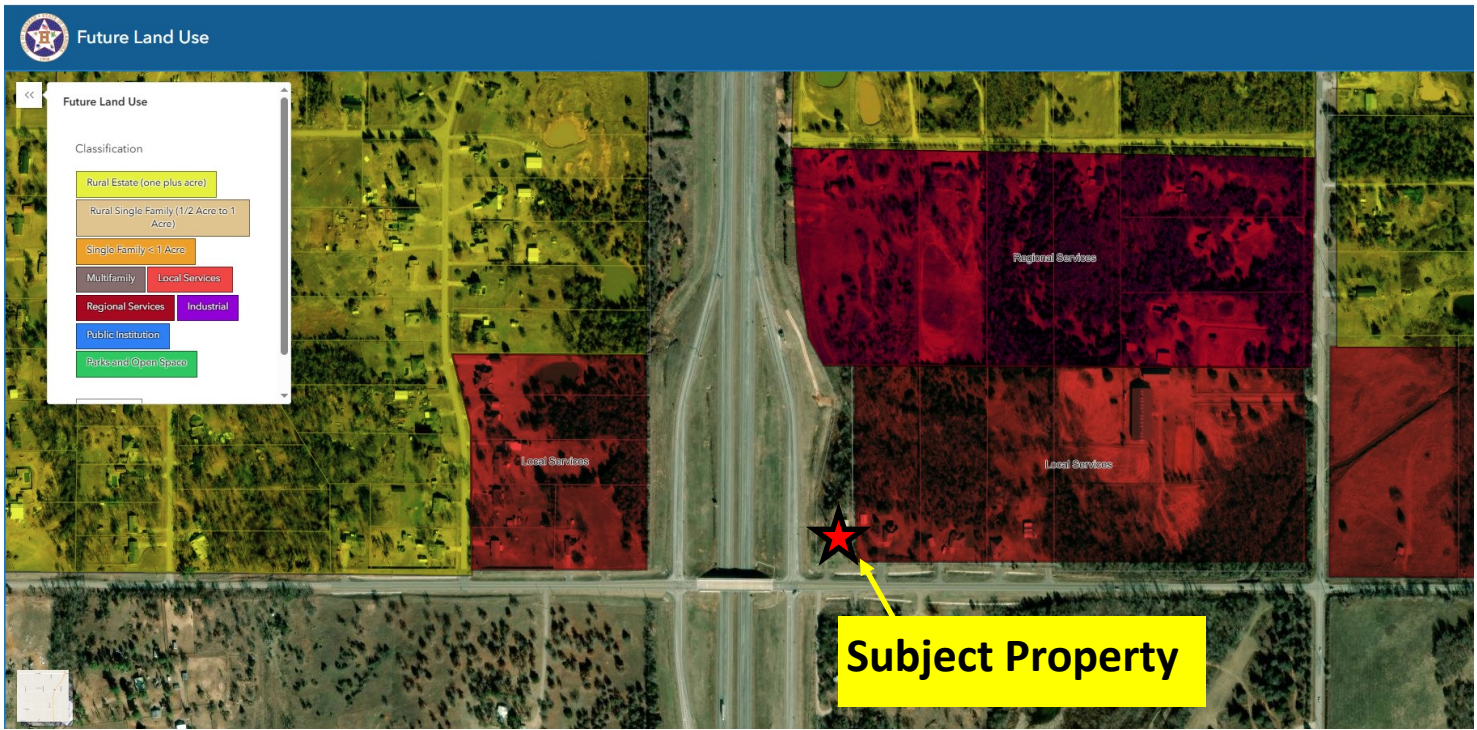 Future Land Use
Future Land Use
Classification
Rural Estate (one plus acre)
Rural Single Family (1/2 Acre to 1
Acre)
Single Family < 1 Acre
Multifamily
Local Services
Regional Services
Industrial
Public Institution
Parks and Open Space
Regional Services
Local Services
Local Services
Subject Property